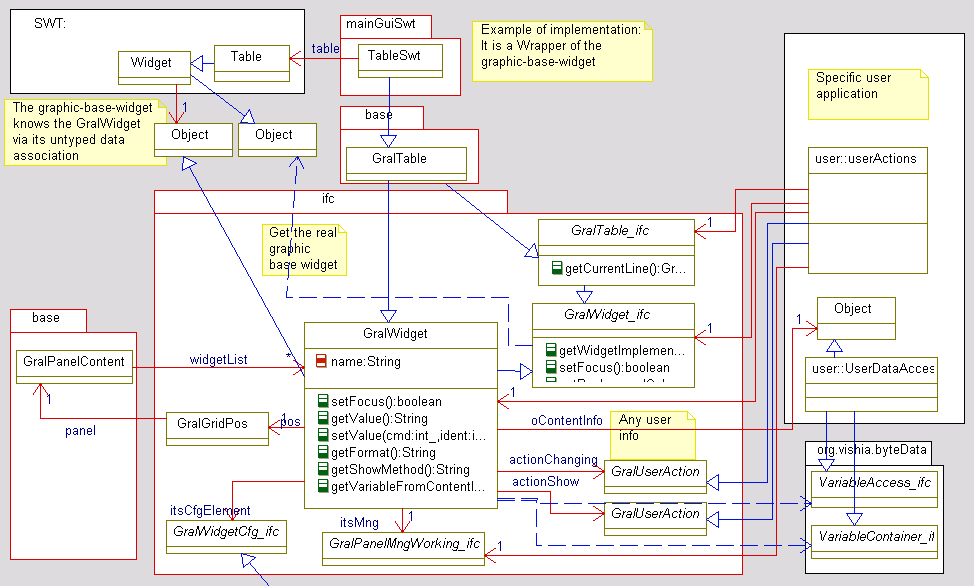 SWT:
Widget
Table
table
mainGuiSwt
TableSwt
Example of implementation:
It is a Wrapper of the
graphic-base-widget
Specific user
application
The graphic-base-widget
knows the GralWidget
via its untyped data
association
1
Object
Object
base
GralTable
user::userActions
ifc
Get the real
graphic
base widget
GralTable_ifc
getCurrentLine():Gr...
1
GralWidget_ifc
getWidgetImplemen...
setFocus():boolean
1
Object
1
user::UserDataAcces
base
GralPanelContent
widgetList
*
GralWidget
name:String
setFocus():boolean
getValue():String
setValue(cmd:int_,ident:i...
getFormat():String
getShowMethod():String
getVariableFromContentI...
1
GralGridPos
1
pos
1
panel
oContentInfo
Any user
info
actionChanging
GralUserAction
actionShow
GralUserAction
org.vishia.byteData
VariableAccess_ifc
VariableContainer_if
itsCfgElement
GralWidgetCfg_ifc
itsMng
1
GralPanelMngWorking_ifc
1